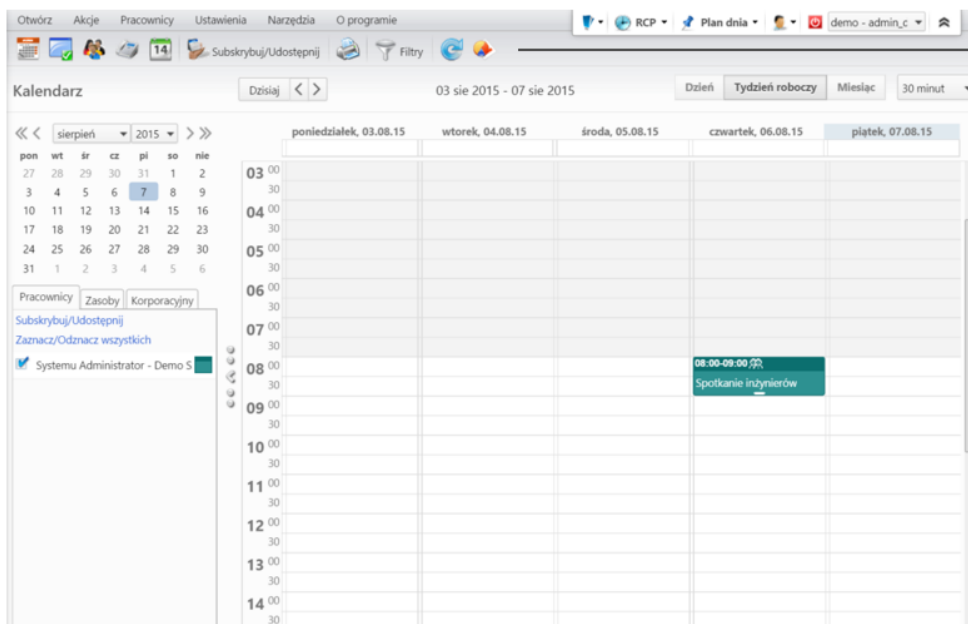 Otwórz Akcje Pracownicy Ustawienia Narzędzia O programie
RCP Plan dnia demo - admin_c
14 Subskrybuj/Udostępnij Filtry
Kalendarz Dzisiaj 03 sie 2015 - 07 sie 2015 Dzień Tydzień roboczy Miesiąc 30 minut
sierpień 2015
pon wt śr cz pi so nie
27 28 29 30 31 1 2
3 4 5 6 7 8 9
10 11 12 13 14 15 16
17 18 19 20 21 22 23
24 25 26 27 28 29 30
31 1 2 3 4 5 6
Pracownicy Zasoby Korporacyjny
Subskrybuj/Udostępnij
Zaznacz/Odznacz wszystkich
Systemu Administrator - Demo S
poniedziałek, 03.08.15 wtorek, 04.08.15 środa, 05.08.15 czwartek, 06.08.15 piątek, 07.08.15
03 00
30
04 00
30
05 00
30
06 00
30
07 00
30
08 00 08:00-09:00
30 Spotkanie inżynierów
09 00
30
10 00
30
11 00
30
12 00
30
13 00
30
14 00
30